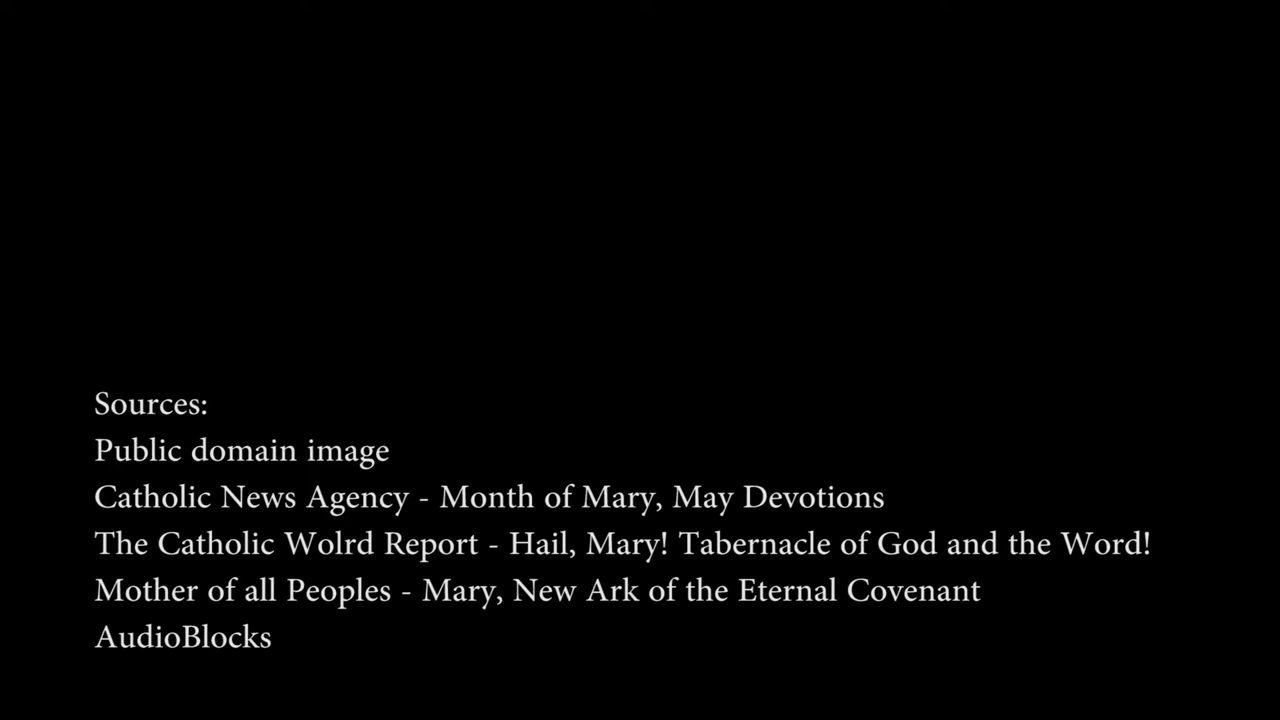 Sources:
Public domain image
Catholic News Agency - Month of Mary, May Devotions
The Catholic Wolrd Report - Hail, Mary! Tabernacle of God and the Word!
Mother of all Peoples - Mary, New Ark of the Eternal Covenant
AudioBlocks